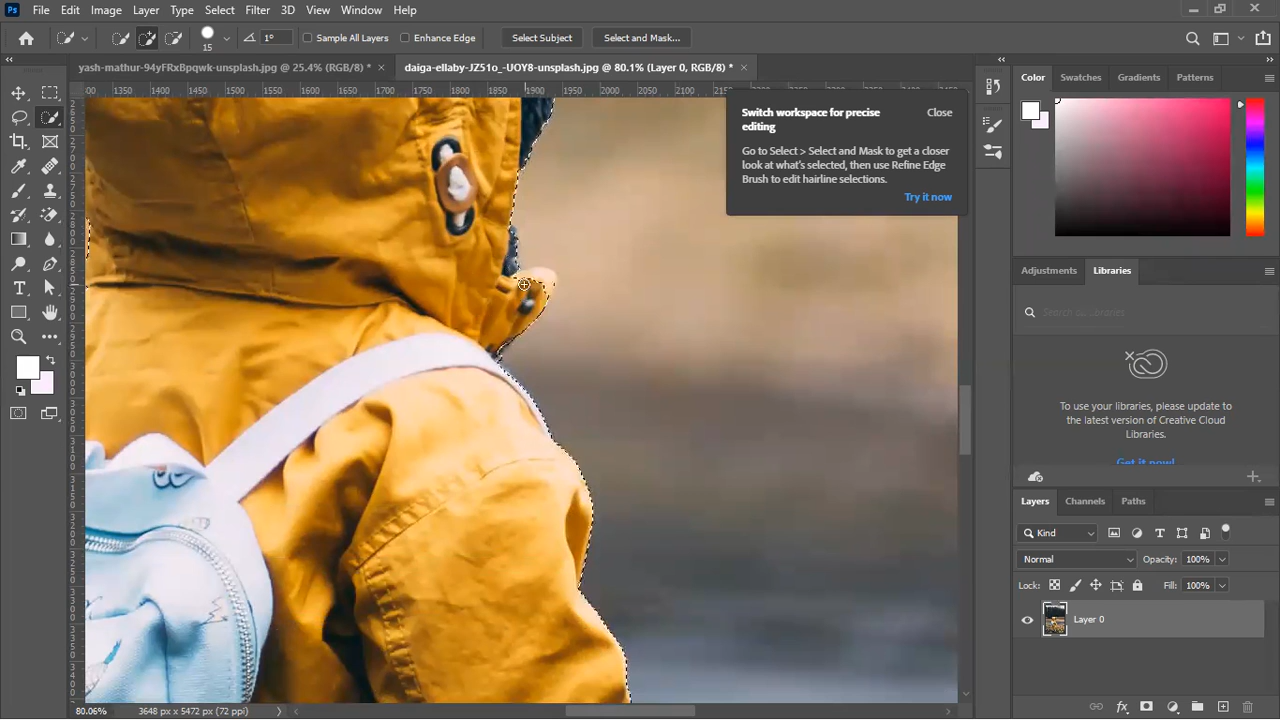 Ps File Edit Image Layer Type Select Filter 3D View Window Help
15 1° Sample All Layers Enhance Edge Select Subject Select and Mask...
yash-mathur-94yFRxBpqwk-unsplash.jpg @ 25.4% (RGB/8) * × daiga-ellaby-JZ51o_-UOY8-unsplash.jpg @ 80.1% (Layer 0, RGB/8) * ×
1350 1400 1450 1500 1550 1600 1650 1700 1750 1800 1850 1900 1950 2000 2050 2100
Color Swatches Gradients Patterns
Switch workspace for precise editing Close
Go to Select > Select and Mask to get a closer
look at what's selected, then use Refine Edge
Brush to edit hairline selections.
Try it now
Adjustments Libraries
Search all libraries
To use your libraries, please update to
the latest version of Creative Cloud
Libraries.
Get it now!
Layers Channels Paths
Kind
Normal Opacity: 100%
Lock: Fill: 100%
Layer 0
80.06% 3648 px x 5472 px (72 ppi)